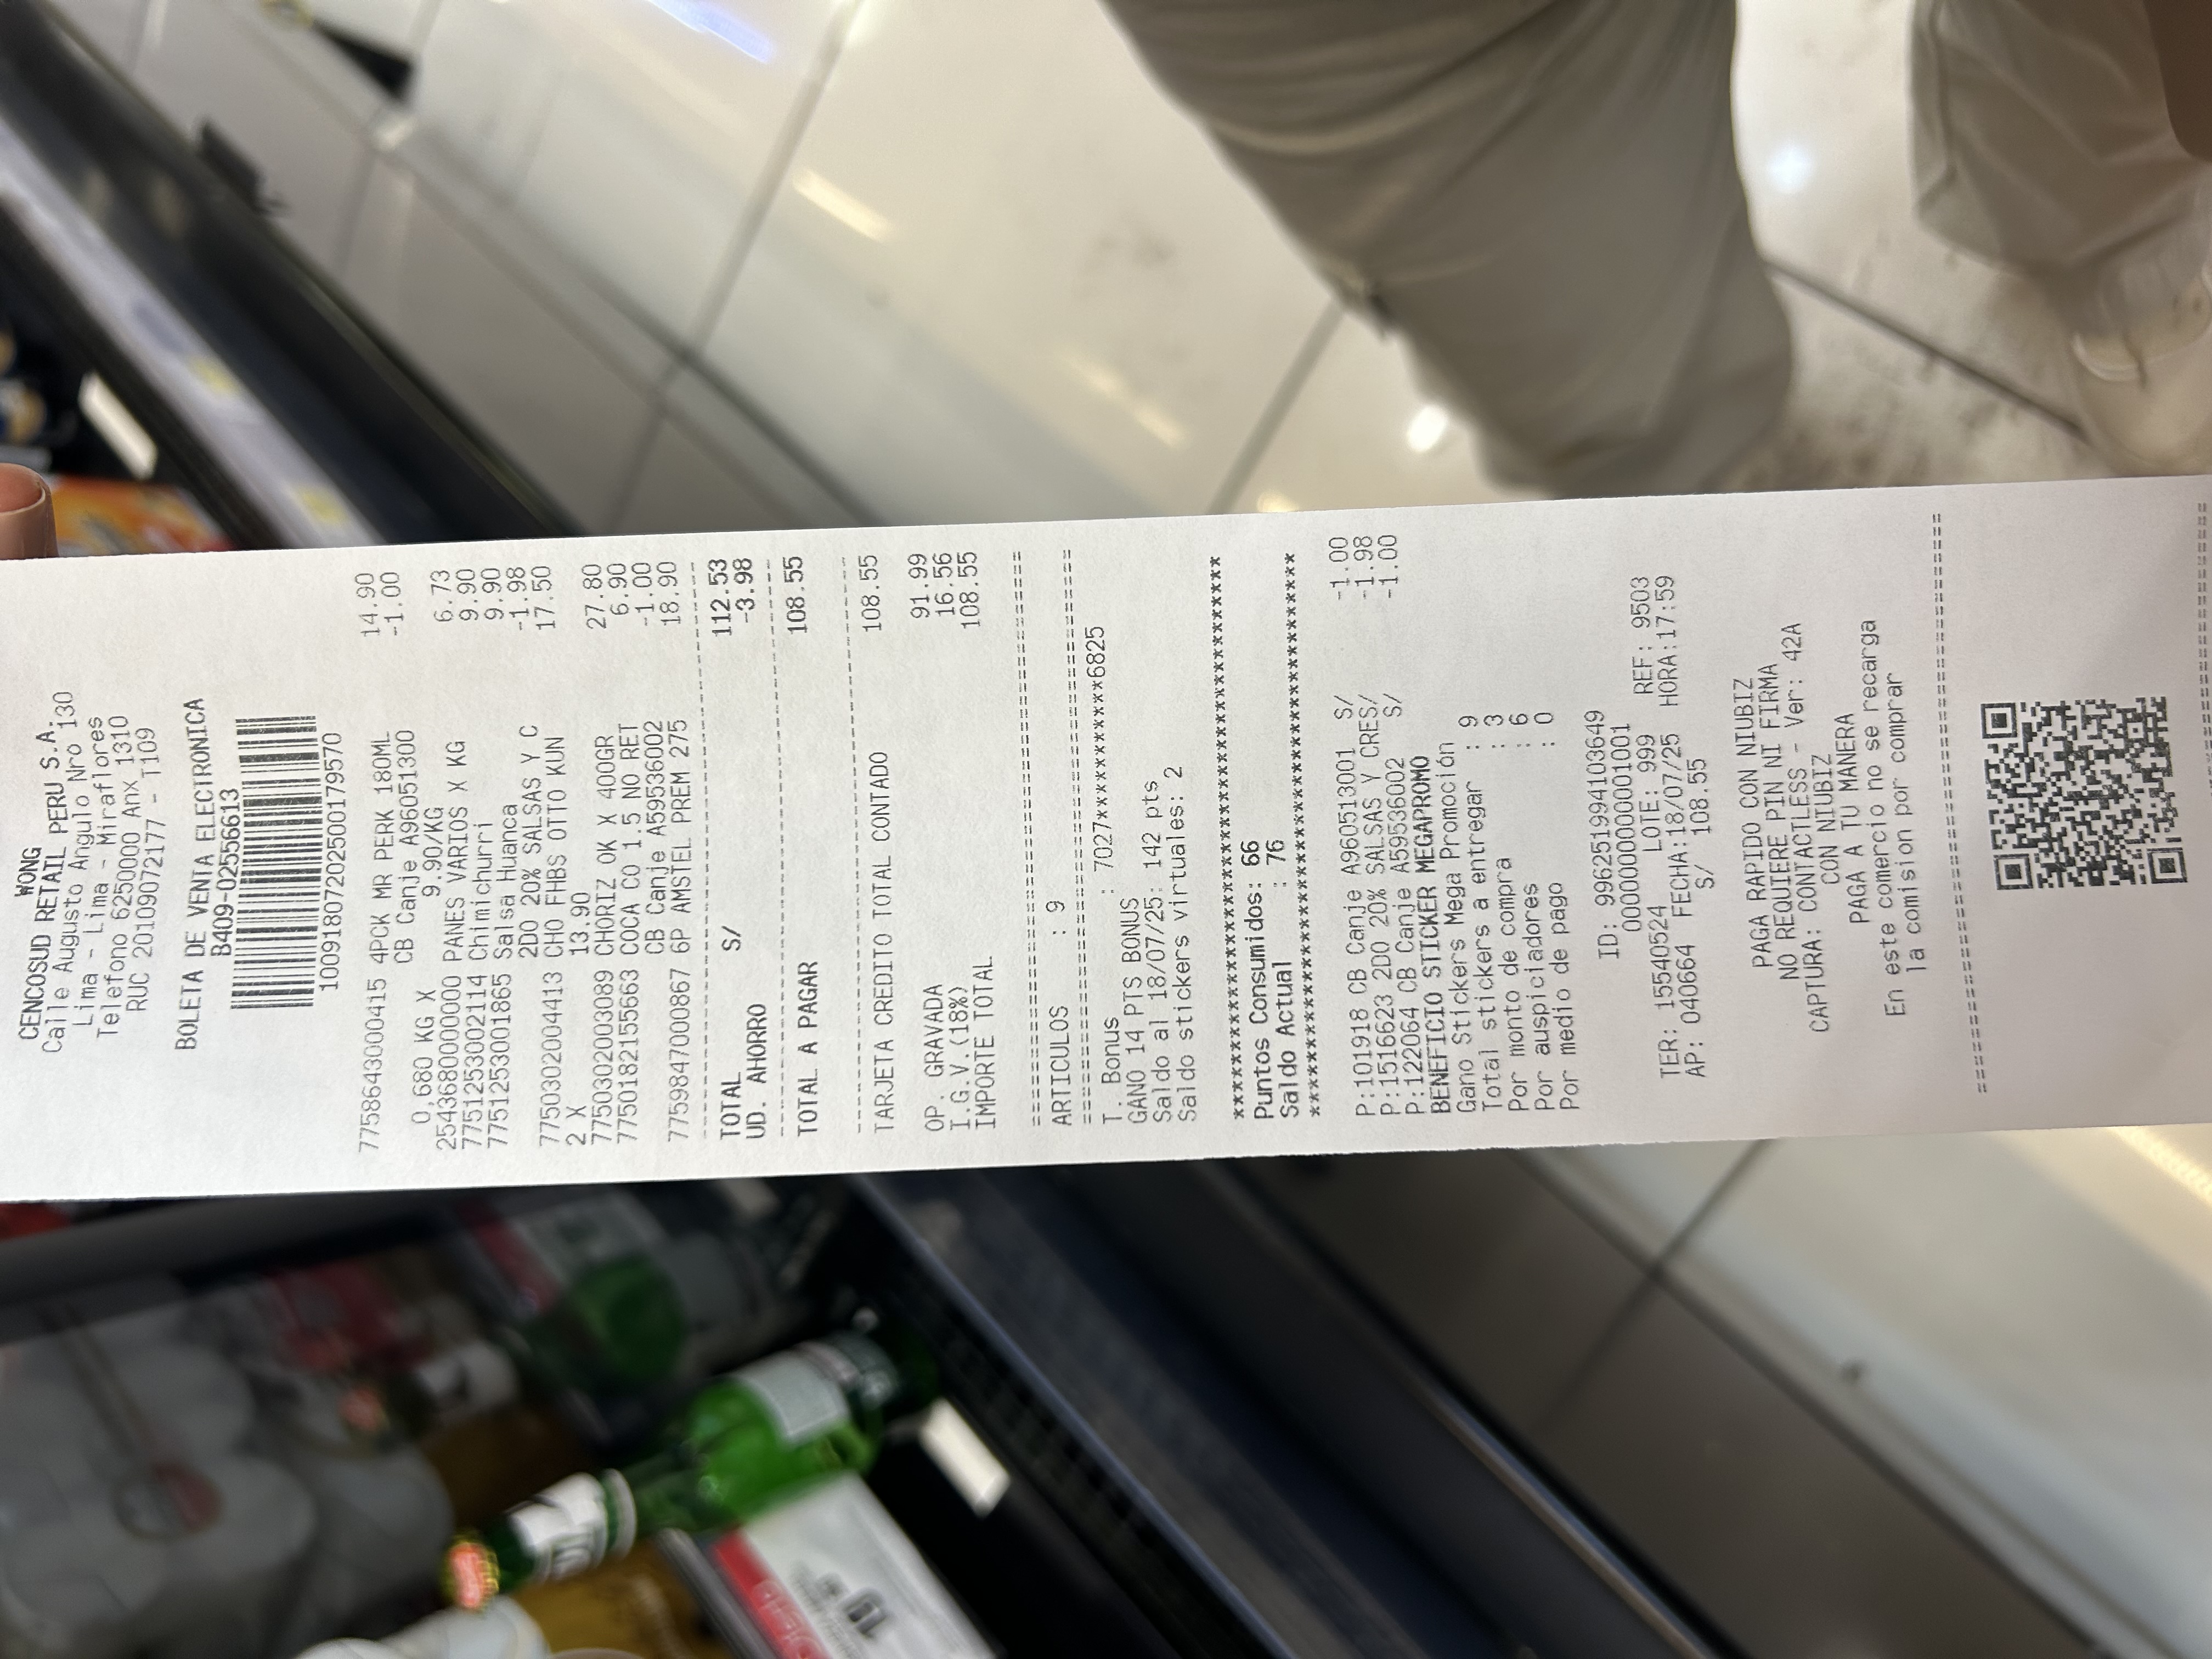 WONG
CENCOSUD RETAIL PERU S.A.
Calle Augusto Angulo Nro 130
Lima - Lima - Miraflores
Telefono 6250000 Anx 1310
RUC 20109072177 - T109
BOLETA DE VENTA ELECTRONICA
B409-02556613
10091807202500179570
7758643000415 4PCK MR PERK 180ML 14.90
CB Canje A96051300 -1.00
0,680 KG X 9.90/KG
2543680000000 PANES VARIOS X KG 6.73
7751253002114 Chimichurri 9.90
7751253001865 Salsa Huanca 9.90
2DO 20% SALSAS Y C -1.98
7750302004413 CHO FHBS OTTO KUN 17.50
2 X 13.90
7750302003089 CHORIZ OK X 400GR 27.80
7750182155663 COCA CO 1.5 NO RET 6.90
CB Canje A59536002 -1.00
7759847000867 6P AMSTEL PREM 275 18.90
TOTAL S/ 112.53
UD. AHORRO -3.98
TOTAL A PAGAR 108.55
TARJETA CREDITO TOTAL CONTADO 108.55
OP. GRAVADA 91.99
I.G.V.(18%) 16.56
IMPORTE TOTAL 108.55
ARTICULOS : 9
T. Bonus : 7027***********6825
GANO 14 PTS BONUS
Saldo al 18/07/25: 142 pts
Saldo stickers virtuales: 2
Puntos Consumidos: 66
Saldo Actual : 76
P:101918 CB Canje A960513001 S/ -1.00
P:1516623 2DO 20% SALSAS Y CRES/ -1.98
P:122064 CB Canje A59536002 S/ -1.00
BENEFICIO STICKER MEGAPROMO
Gano Stickers Mega Promoción
Total stickers a entregar : 9
Por monto de compra : 3
Por auspiciadores : 6
Por medio de pago : 0
ID: 996251994103649
0000000000001001
TER: 15540524 LOTE: 999 REF: 9503
AP: 040664 FECHA:18/07/25 HORA:17:59
S/ 108.55
PAGA RAPIDO CON NIUBIZ
NO REQUIERE PIN NI FIRMA
CAPTURA: CONTACTLESS - Ver: 42A
CON NIUBIZ
PAGA A TU MANERA
En este comercio no se recarga
la comision por comprar